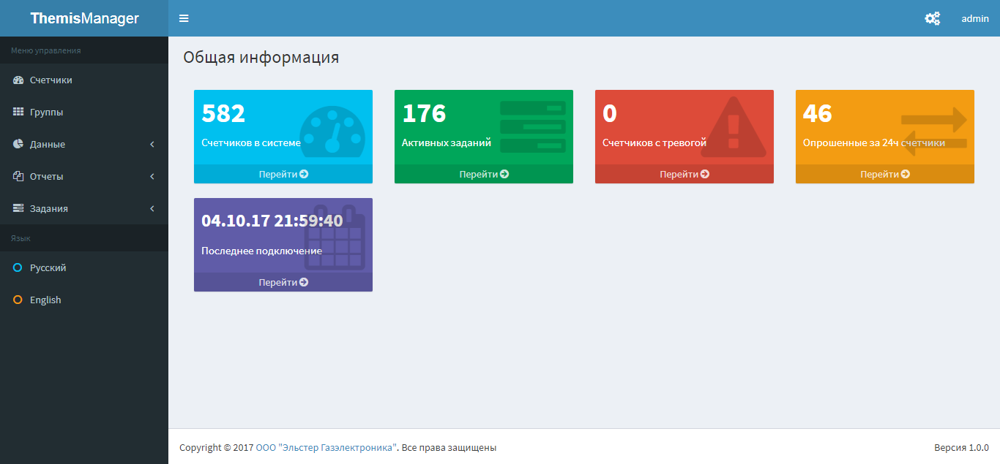 ThemisManager
admin
Меню управления
Счетчики
Группы
Данные
Отчеты
Задания
Язык
Русский
English
Общая информация
582
Счетчиков в системе
Перейти
176
Активных заданий
Перейти
0
Счетчиков с тревогой
Перейти
46
Опрошенные за 24ч счетчики
Перейти
04.10.17 21:59:40
Последнее подключение
Перейти
Copyright © 2017 ООО "Эльстер Газэлектроника". Все права защищены
Версия 1.0.0